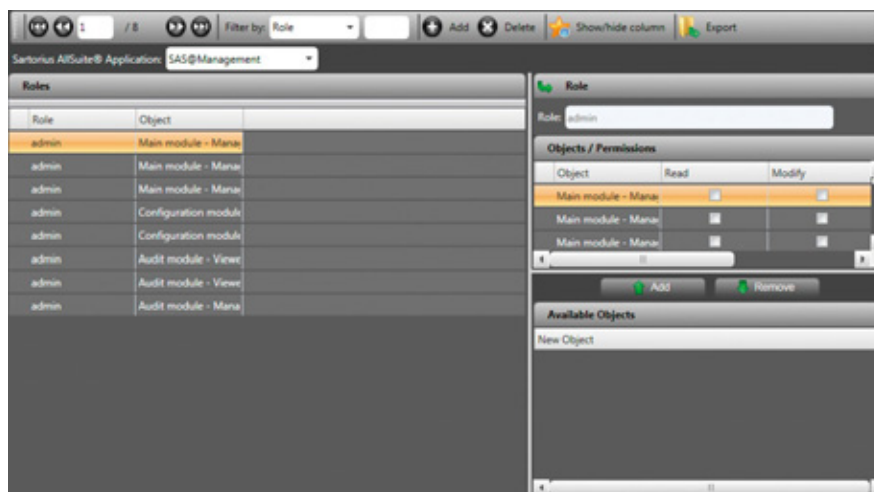 1 / 8 Filter by: Role Add Delete Show/hide column Export
Sartorius AllSuite® Application: SAS@Management
Roles
Role Object
admin Main module - Mana
admin Main module - Mana
admin Main module - Mana
admin Configuration module
admin Configuration module
admin Audit module - Viewe
admin Audit module - Viewe
admin Audit module - Mana
Role
Role: admin
Objects / Permissions
Object Read Modify
Main module - Mana
Main module - Mana
Main module - Mana
Add Remove
Available Objects
New Object